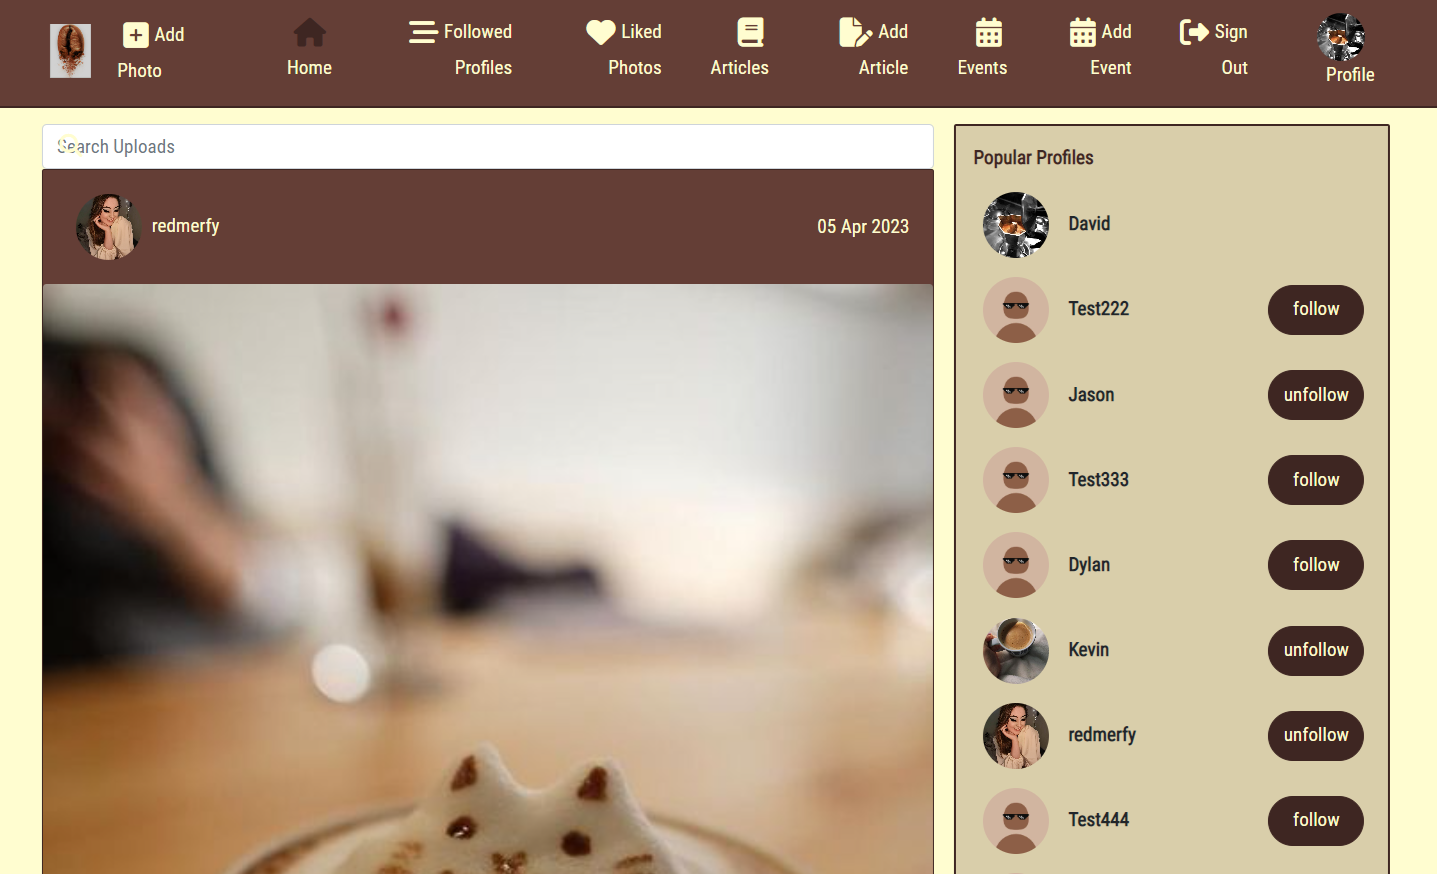 Add
Photo
Home
Followed
Profiles
Liked
Photos
Articles
Add
Article
Events
Add
Event
Sign
Out
Profile
Search Uploads
redmerfy
05 Apr 2023
Popular Profiles
David
Test222
follow
Jason
unfollow
Test333
follow
Dylan
follow
Kevin
unfollow
redmerfy
unfollow
Test444
follow